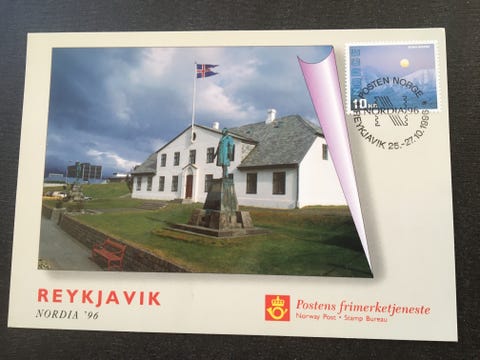 NORGE
10 KR
POSTEN NORGE
NORDIA '96
REYKJAVIK 25.-27.10.1996
REYKJAVIK
NORDIA '96
Postens frimerketjeneste
Norway Post • Stamp Bureau